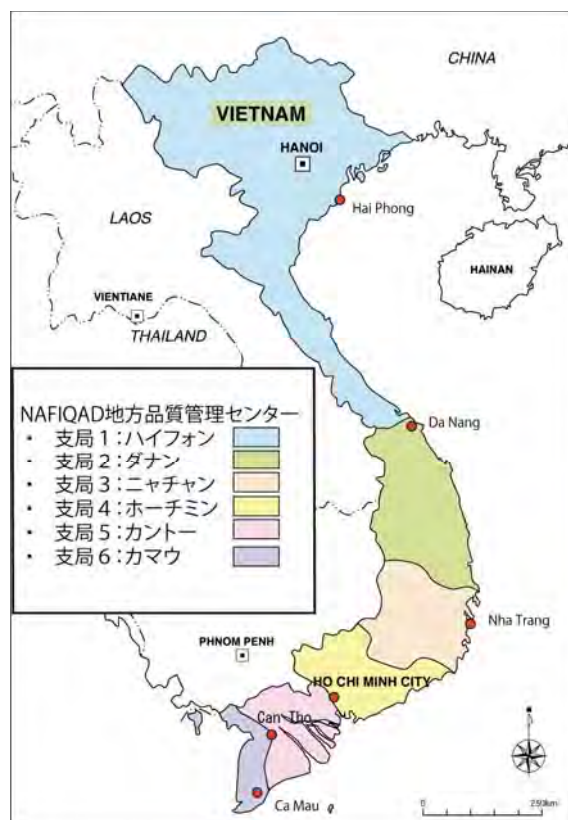 CHINA
VIETNAM
HANOI
Hai Phong
LAOS
HAINAN
VIENTIANE
THAILAND
NAFIQAD地方品質管理センター
・ 支局1：ハイフォン
- 支局2：ダナン
・ 支局3：ニャチャン
・ 支局4：ホーチミン
・ 支局5：カントー
・ 支局6：カマウ
Da Nang
Nha Trang
PHNOM PENH
HO CHI MINH CITY
Can Tho
Ca Mau
0 250km